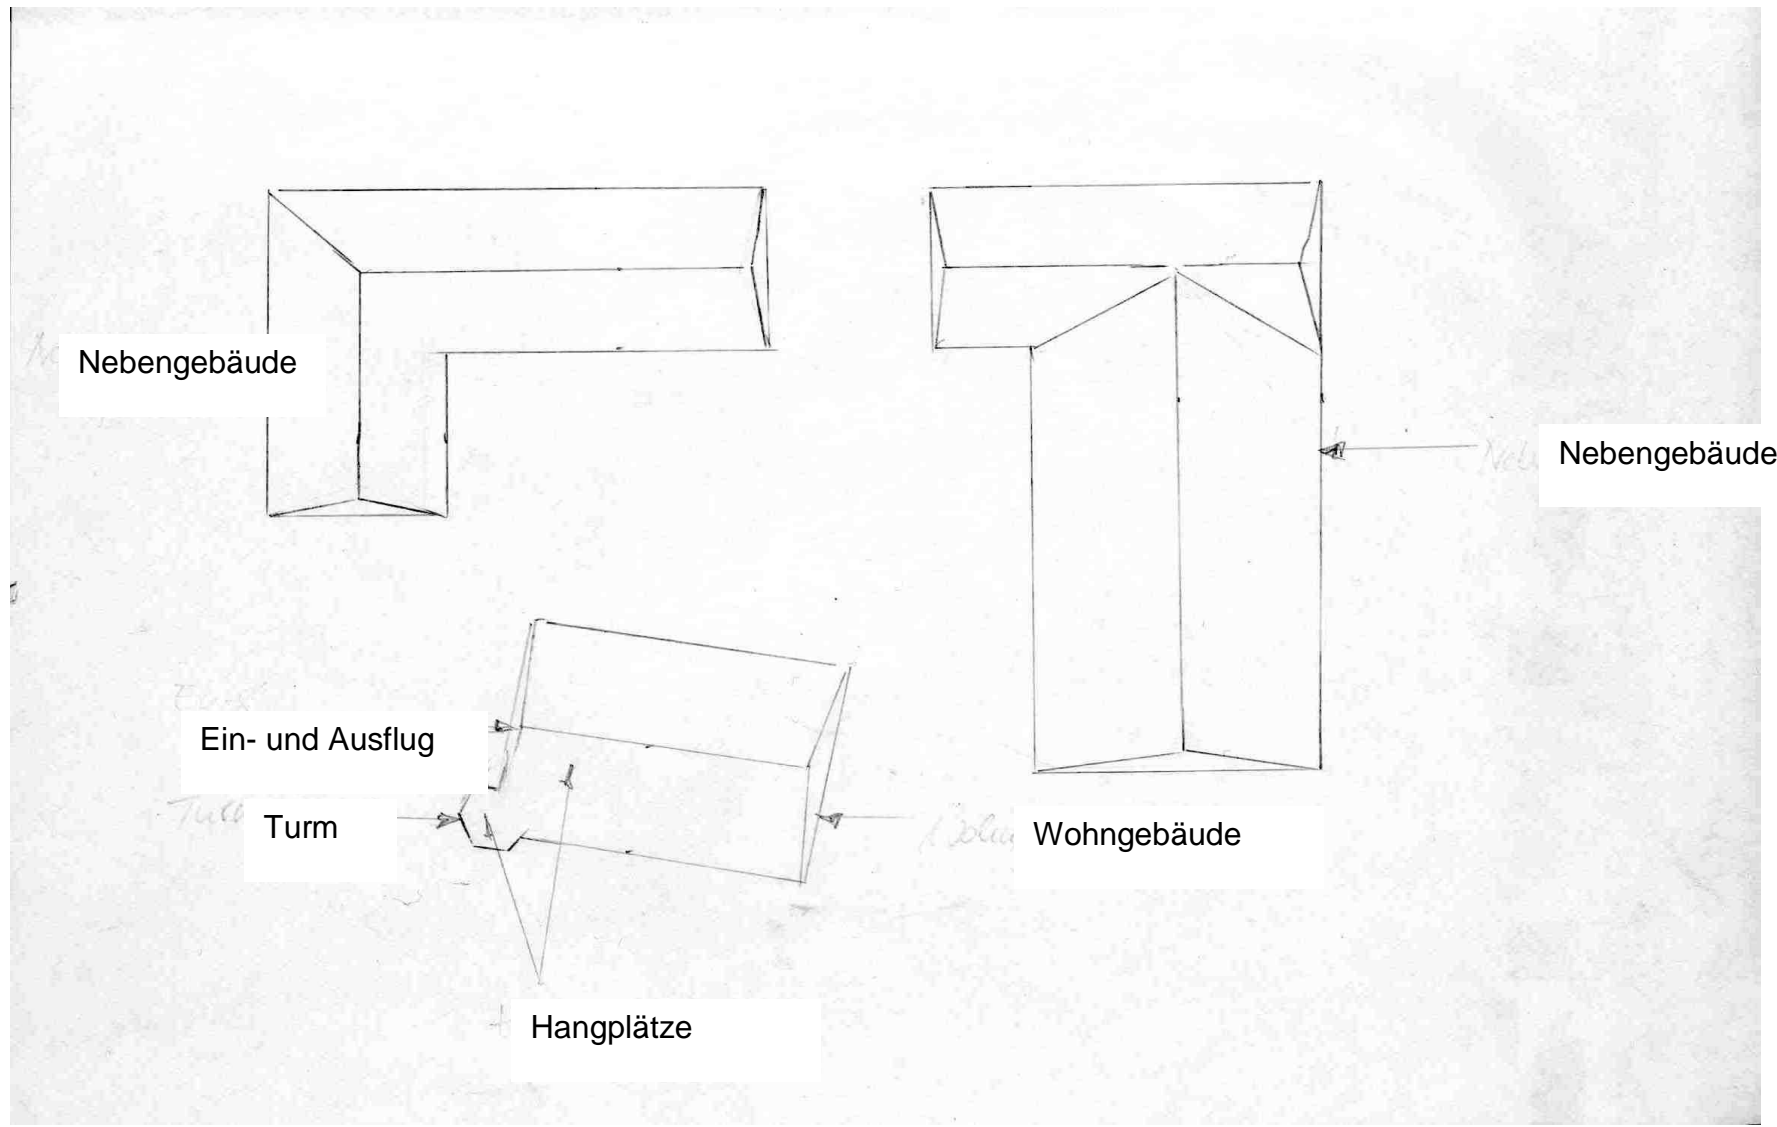 Nebengebäude
Nebengebäude
Ein- und Ausflug
Turm
Wohngebäude
Hangplätze